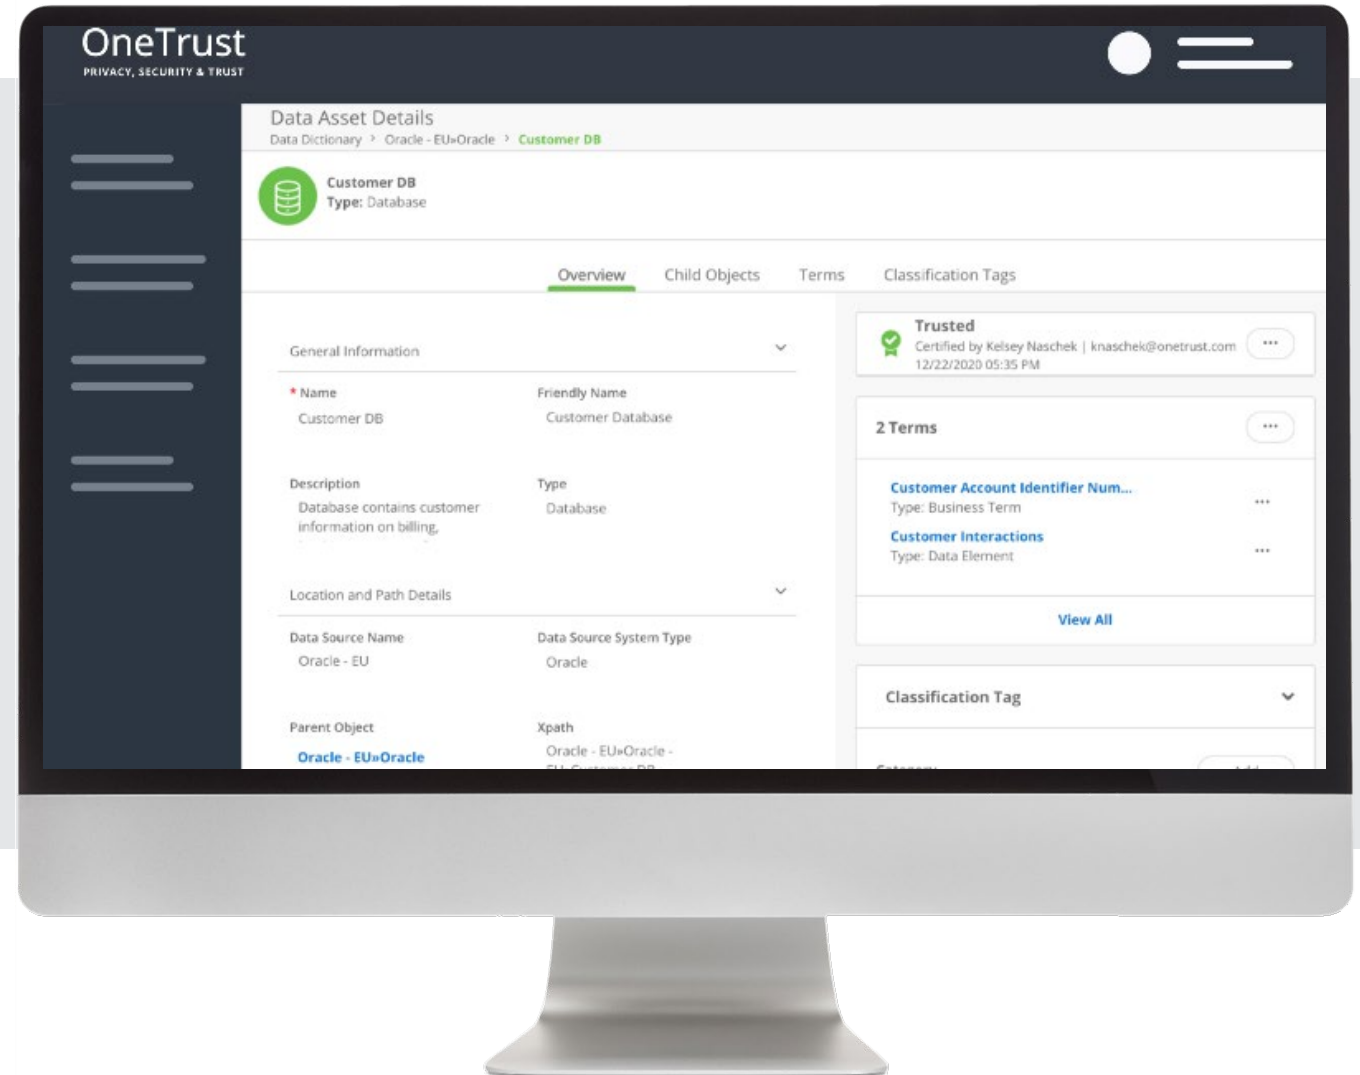 OneTrust
PRIVACY, SECURITY & TRUST
Data Asset Details
Data Dictionary > Oracle - EU»Oracle > Customer DB
Customer DB
Type: Database
Overview Child Objects Terms Classification Tags
General Information
* Name Friendly Name
Customer DB Customer Database
Description Type
Database contains customer Database
information on billing,
Location and Path Details
Data Source Name Data Source System Type
Oracle - EU Oracle
Parent Object Xpath
Oracle - EU»Oracle Oracle - EU»Oracle -
Trusted
Certified by Kelsey Naschek | knaschek@onetrust.com
12/22/2020 05:35 PM
2 Terms
Customer Account Identifier Num...
Type: Business Term
Customer Interactions
Type: Data Element
View All
Classification Tag